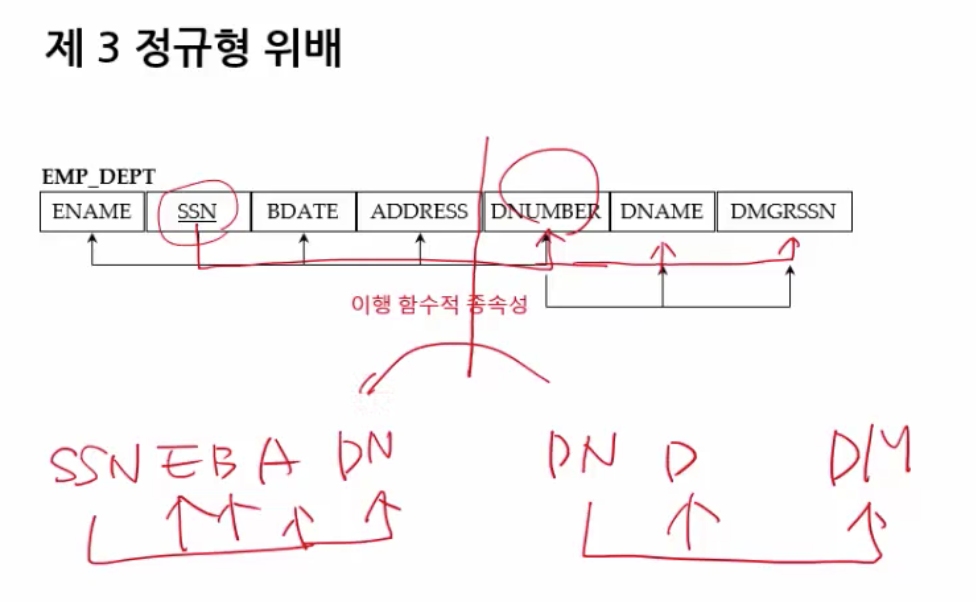 제 3 정규형 위배
EMP_DEPT
ENAME SSN BDATE ADDRESS DNUMBER DNAME DMGRSSN
이행 함수적 종속성
SSN E B A DN DN D DM